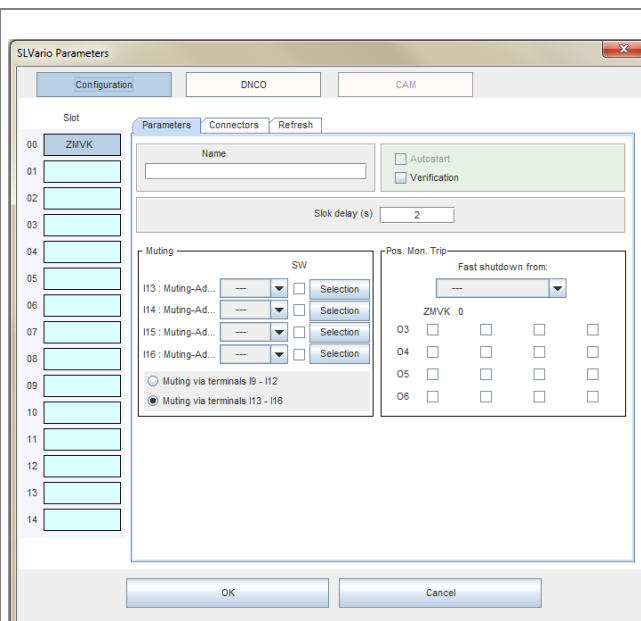 SLVario Parameters
Configuration DNCO CAM
Slot
Parameters Connectors Refresh
00 ZMVK
Name
Autostart
01
Verification
02
Slok delay (s) 2
03
04
Muting
Pos. Mon. Trip
SW
Fast shutdown from:
05
I13 : Muting-Ad... --- Selection
---
06
I14 : Muting-Ad... --- Selection
ZMVK 0
07
I15 : Muting-Ad... --- Selection
O3
08
I16 : Muting-Ad... --- Selection
O4
09
Muting via terminals I9 - I12
O5
Muting via terminals I13 - I16
O6
10
11
12
13
14
OK Cancel